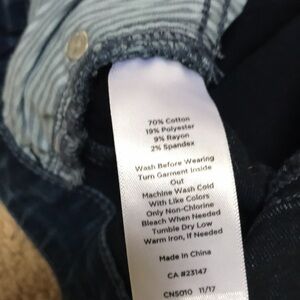 70% Cotton
19% Polyester
9% Rayon
2% Spandex
Wash Before Wearing
Turn Garment Inside
Out
Machine Wash Cold
With Like Colors
Only Non-Chlorine
Bleach When Needed
Tumble Dry Low
Warm Iron, If Needed
Made In China
CA #23147
CN5010 11/17